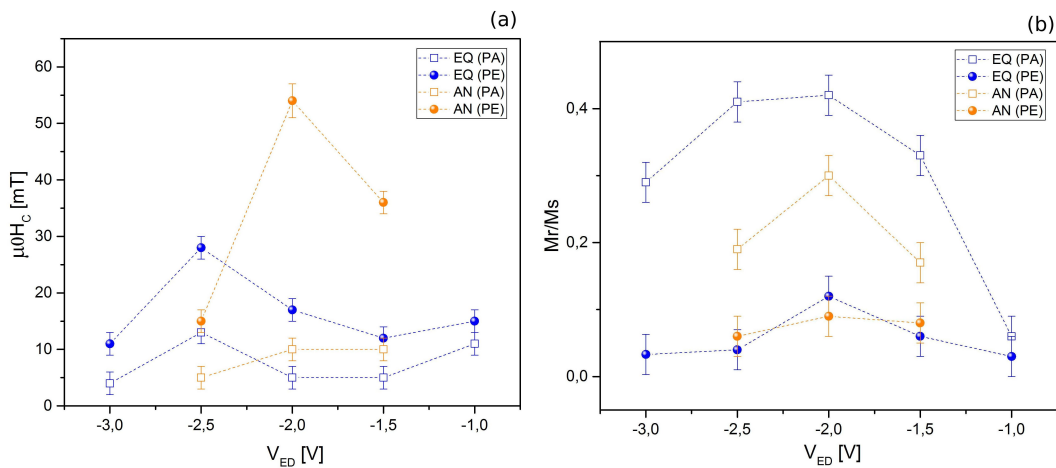 (a)
EQ (PA)
EQ (PE)
AN (PA)
AN (PE)
μ0H_C [mT]
60
50
40
30
20
10
0
-3,0 -2,5 -2,0 -1,5 -1,0
V_ED [V]
(b)
EQ (PA)
EQ (PE)
AN (PA)
AN (PE)
Mr/Ms
0,4
0,2
0,0
-3,0 -2,5 -2,0 -1,5 -1,0
V_ED [V]